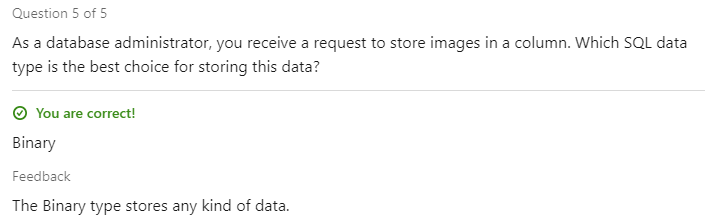 Question 5 of 5
As a database administrator, you receive a request to store images in a column. Which SQL data
type is the best choice for storing this data?
You are correct!
Binary
Feedback
The Binary type stores any kind of data.